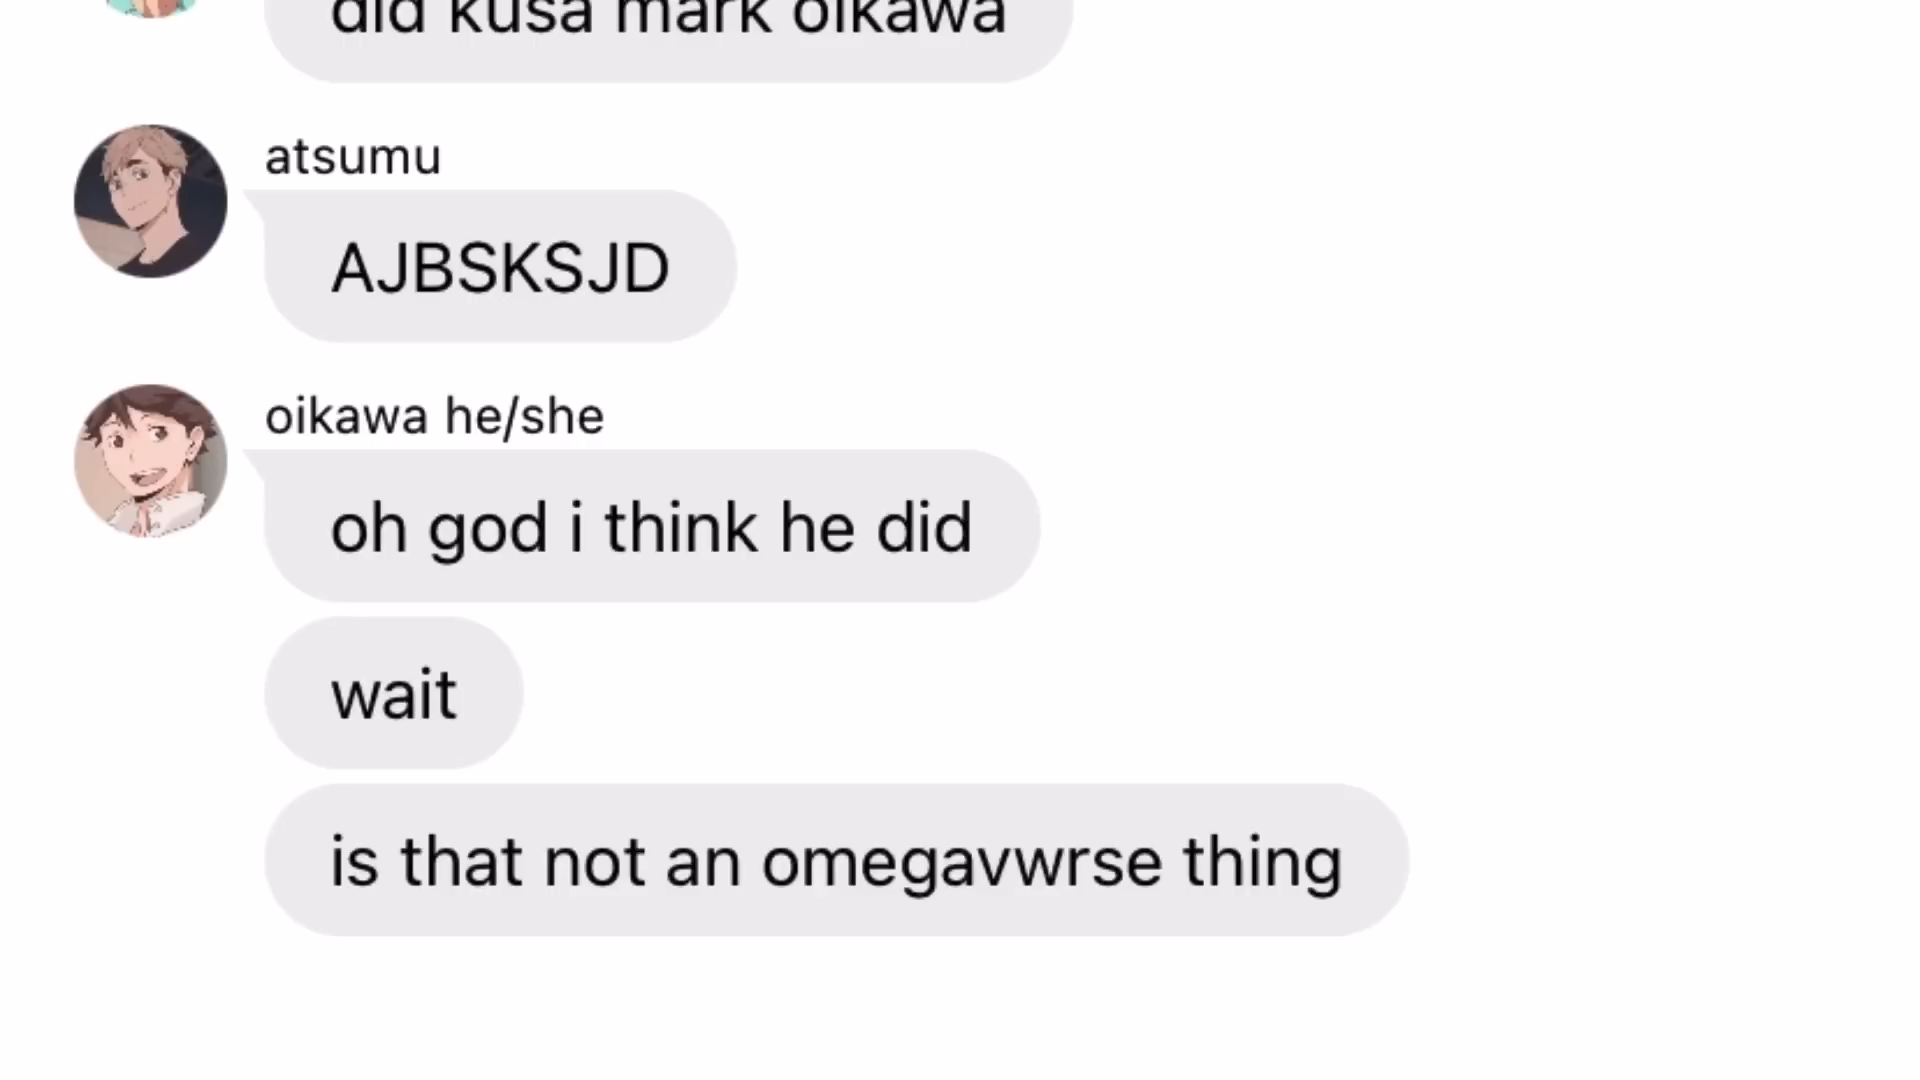 did kusa mark oikawa
atsumu
AJBSKSJD
oikawa he/she
oh god i think he did
wait
is that not an omegavwrse thing